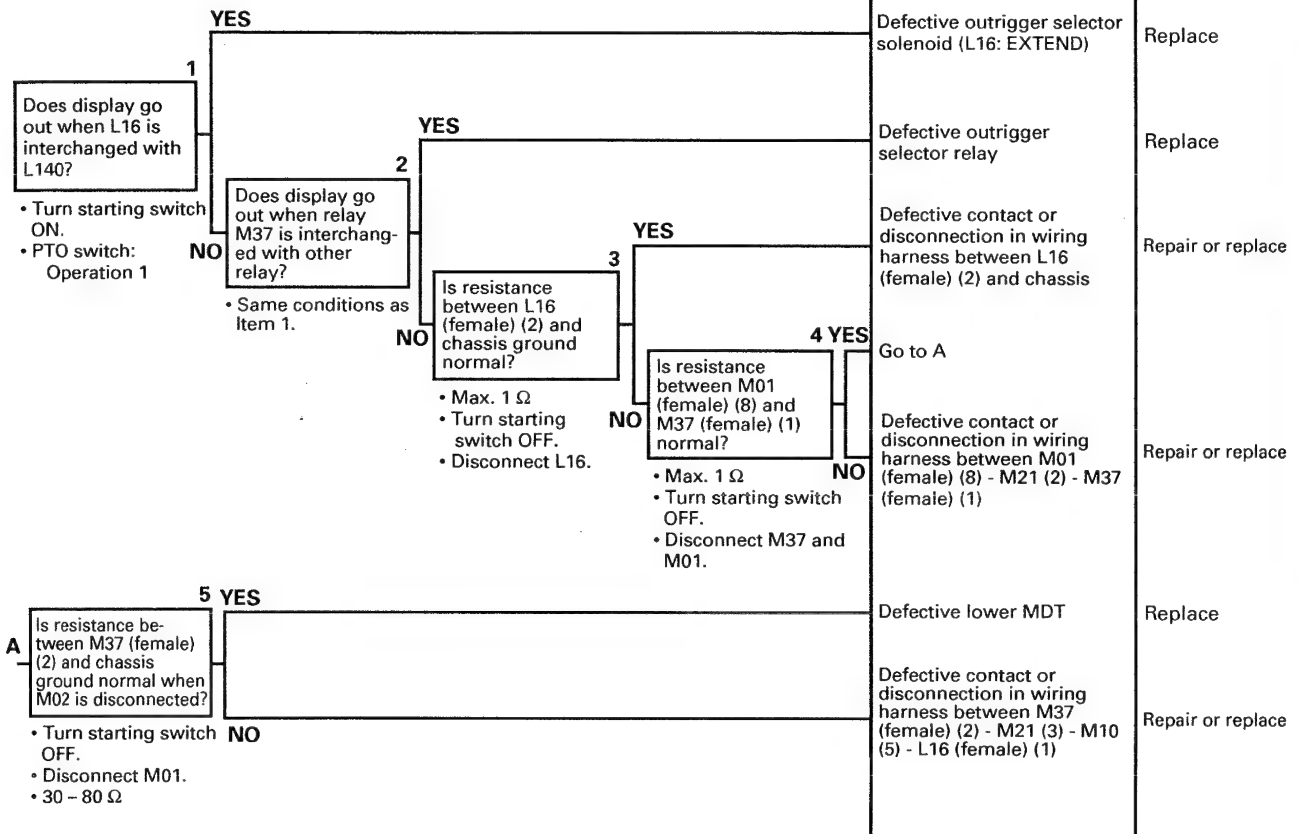 YES
Defective outrigger selector
solenoid (L16: EXTEND)
Replace
1
Does display go
out when L16 is
interchanged with
L140?
• Turn starting switch
ON.
• PTO switch:
Operation 1
YES
Defective outrigger
selector relay
Replace
2
NO
Does display go
out when relay
M37 is interchang-
ed with other
relay?
• Same conditions as
Item 1.
YES
Defective contact or
disconnection in wiring
harness between L16
(female) (2) and chassis
Repair or replace
3
NO
Is resistance
between L16
(female) (2) and
chassis ground
normal?
• Max. 1 Ω
• Turn starting
switch OFF.
• Disconnect L16.
4 YES
Go to A
NO
Is resistance
between M01
(female) (8) and
M37 (female) (1)
normal?
• Max. 1 Ω
• Turn starting switch
OFF.
• Disconnect M37 and
M01.
NO
Defective contact or
disconnection in wiring
harness between M01
(female) (8) - M21 (2) - M37
(female) (1)
Repair or replace
5 YES
Defective lower MDT
Replace
A
Is resistance be-
tween M37 (female)
(2) and chassis
ground normal when
M02 is disconnected?
• Turn starting switch
OFF.
• Disconnect M01.
• 30 – 80 Ω
NO
Defective contact or
disconnection in wiring
harness between M37
(female) (2) - M21 (3) - M10
(5) - L16 (female) (1)
Repair or replace